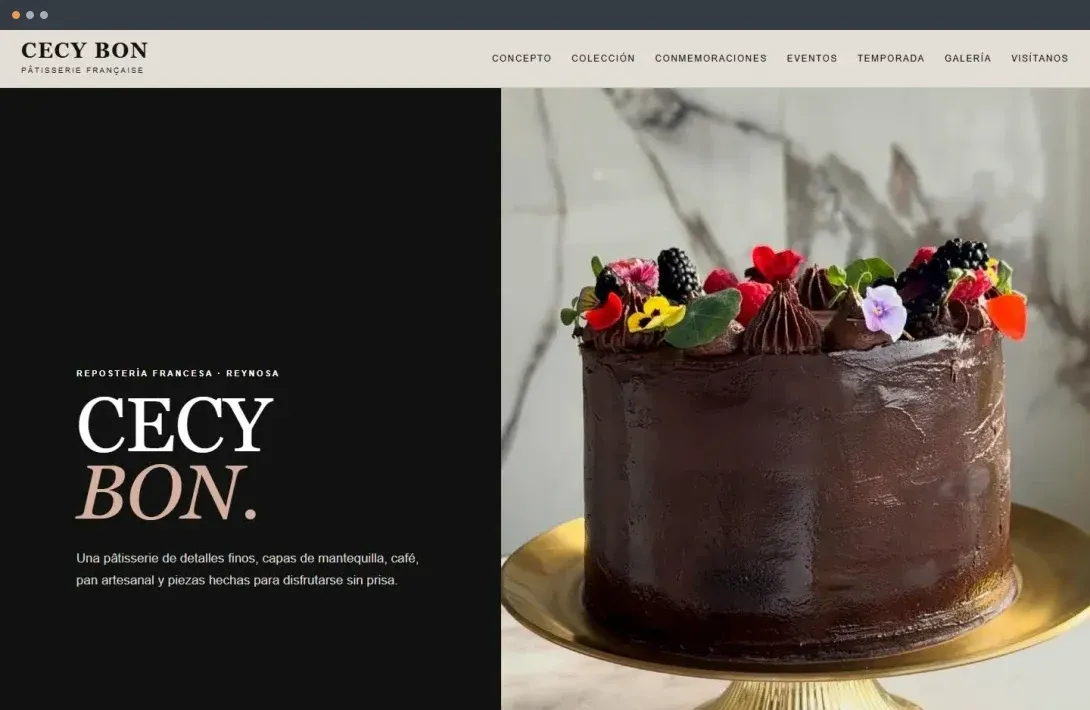 CECY BON
PÂTISSERIE FRANÇAISE
CONCEPTO COLECCIÓN CONMEMORACIONES EVENTOS TEMPORADA GALERÍA VISÍTANOS
REPOSTERÍA FRANCESA · REYNOSA
CECY
BON.
Una pâtisserie de detalles finos, capas de mantequilla, café,
pan artesanal y piezas hechas para disfrutarse sin prisa.